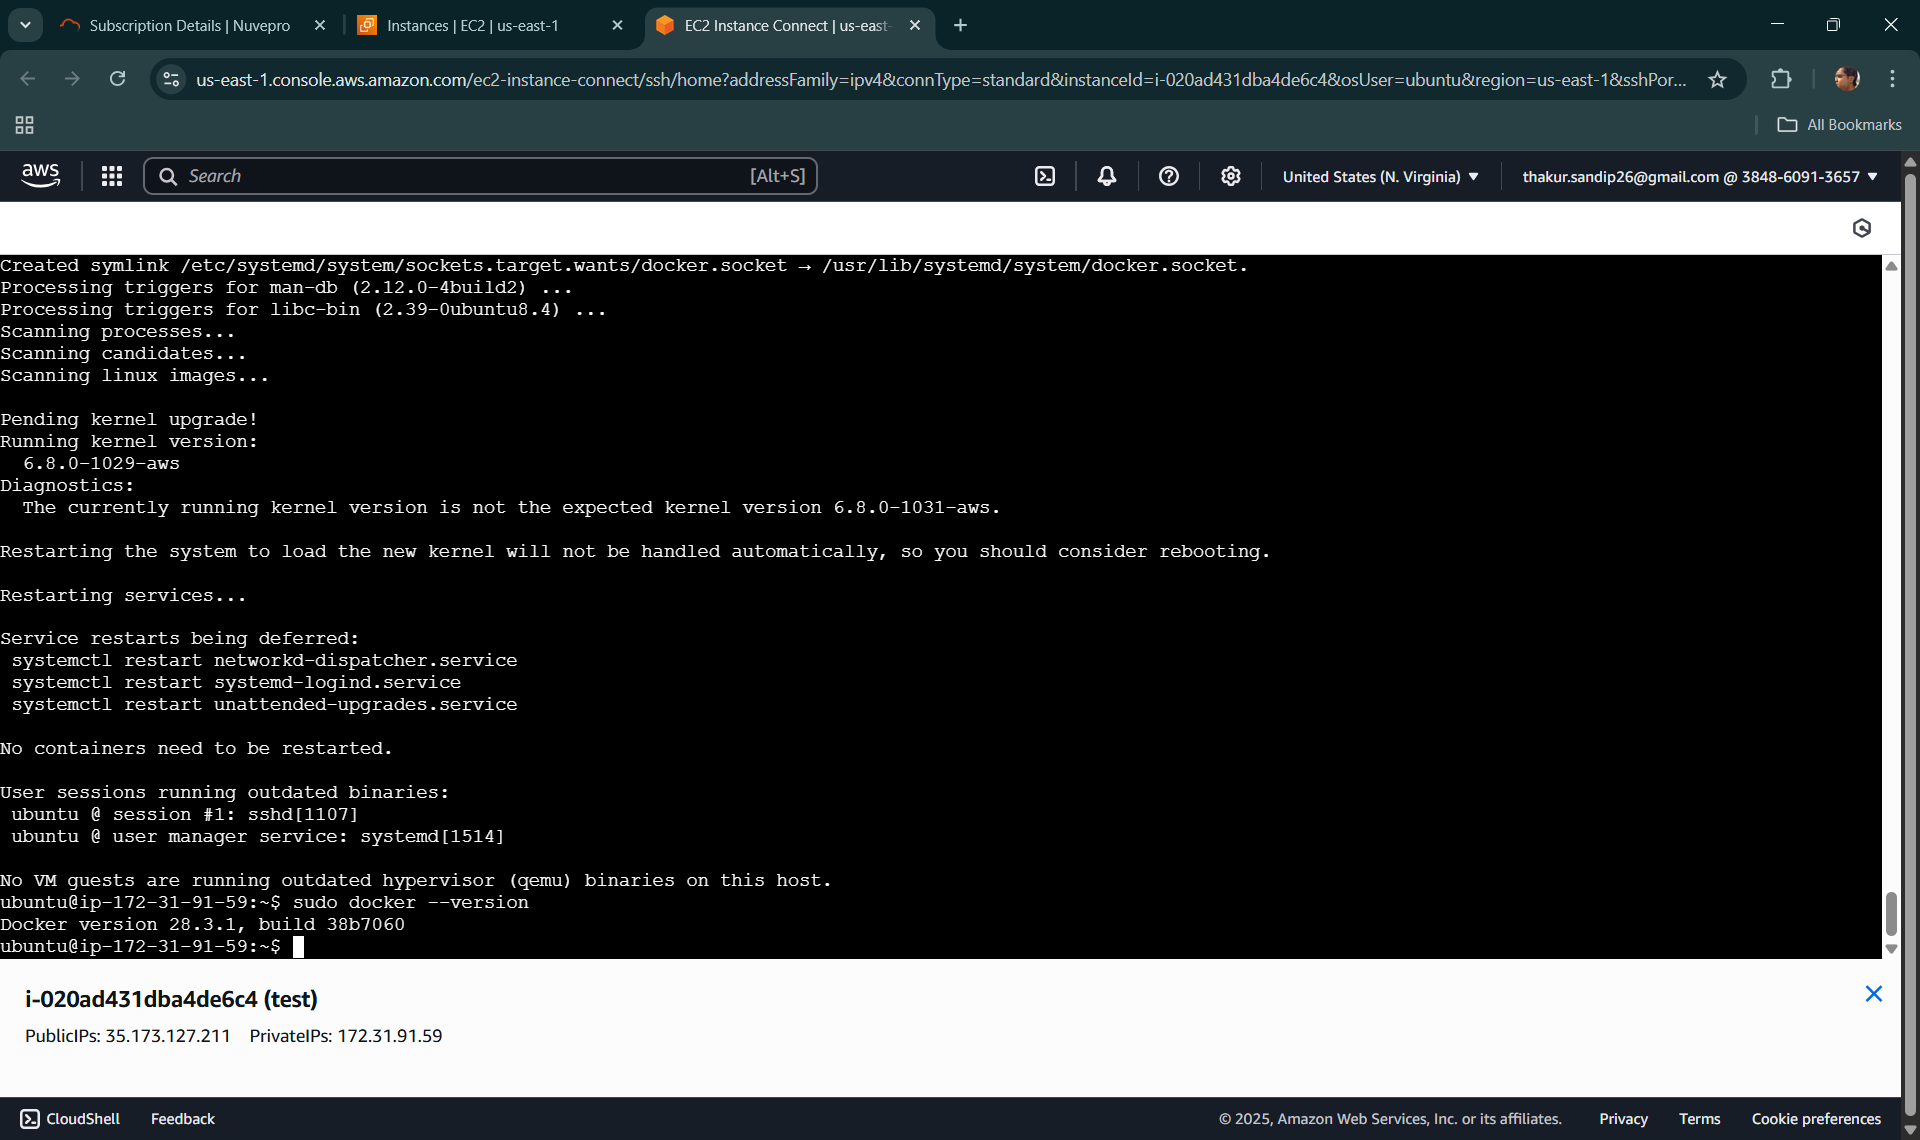 Subscription Details | Nuvepro
Instances | EC2 | us-east-1
EC2 Instance Connect | us-east-
us-east-1.console.aws.amazon.com/ec2-instance-connect/ssh/home?addressFamily=ipv4&connType=standard&instanceId=i-020ad431dba4de6c4&osUser=ubuntu&region=us-east-1&sshPor...
All Bookmarks
aws
Search [Alt+S]
United States (N. Virginia)
thakur.sandip26@gmail.com @ 3848-6091-3657
Created symlink /etc/systemd/system/sockets.target.wants/docker.socket → /usr/lib/systemd/system/docker.socket.
Processing triggers for man-db (2.12.0-4build2) ...
Processing triggers for libc-bin (2.39-0ubuntu8.4) ...
Scanning processes...
Scanning candidates...
Scanning linux images...
Pending kernel upgrade!
Running kernel version:
6.8.0-1029-aws
Diagnostics:
The currently running kernel version is not the expected kernel version 6.8.0-1031-aws.
Restarting the system to load the new kernel will not be handled automatically, so you should consider rebooting.
Restarting services...
Service restarts being deferred:
systemctl restart networkd-dispatcher.service
systemctl restart systemd-logind.service
systemctl restart unattended-upgrades.service
No containers need to be restarted.
User sessions running outdated binaries:
ubuntu @ session #1: sshd[1107]
ubuntu @ user manager service: systemd[1514]
No VM guests are running outdated hypervisor (qemu) binaries on this host.
ubuntu@ip-172-31-91-59:~$ sudo docker --version
Docker version 28.3.1, build 38b7060
ubuntu@ip-172-31-91-59:~$
i-020ad431dba4de6c4 (test)
PublicIPs: 35.173.127.211 PrivateIPs: 172.31.91.59
CloudShell Feedback
© 2025, Amazon Web Services, Inc. or its affiliates. Privacy Terms Cookie preferences